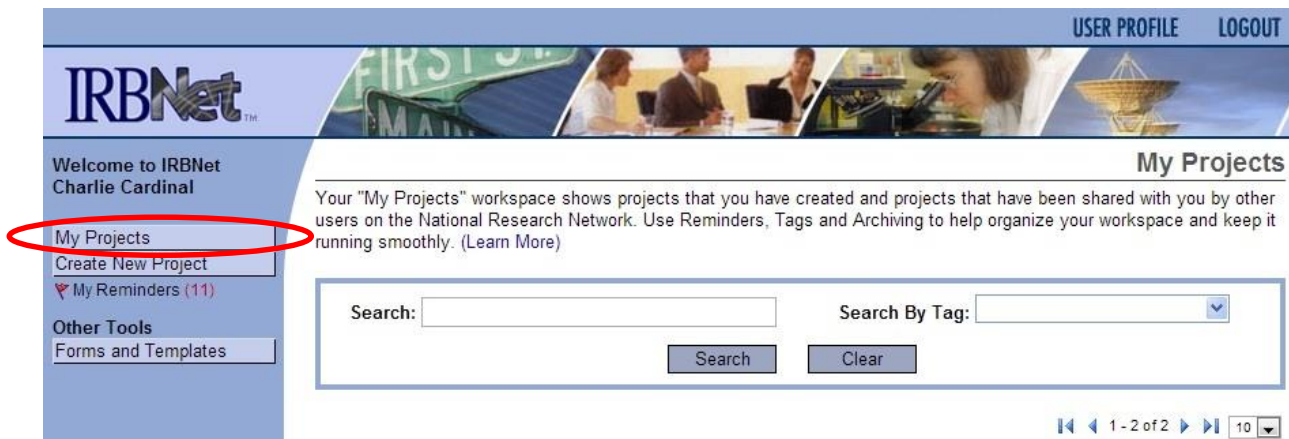 USER PROFILE LOGOUT
FIRST ST.
MAIN
IRBNet™
Welcome to IRBNet
Charlie Cardinal
My Projects
Create New Project
My Reminders (11)
Other Tools
Forms and Templates
My Projects
Your "My Projects" workspace shows projects that you have created and projects that have been shared with you by other
users on the National Research Network. Use Reminders, Tags and Archiving to help organize your workspace and keep it
running smoothly. (Learn More)
Search:
Search By Tag:
Search Clear
1 - 2 of 2 10